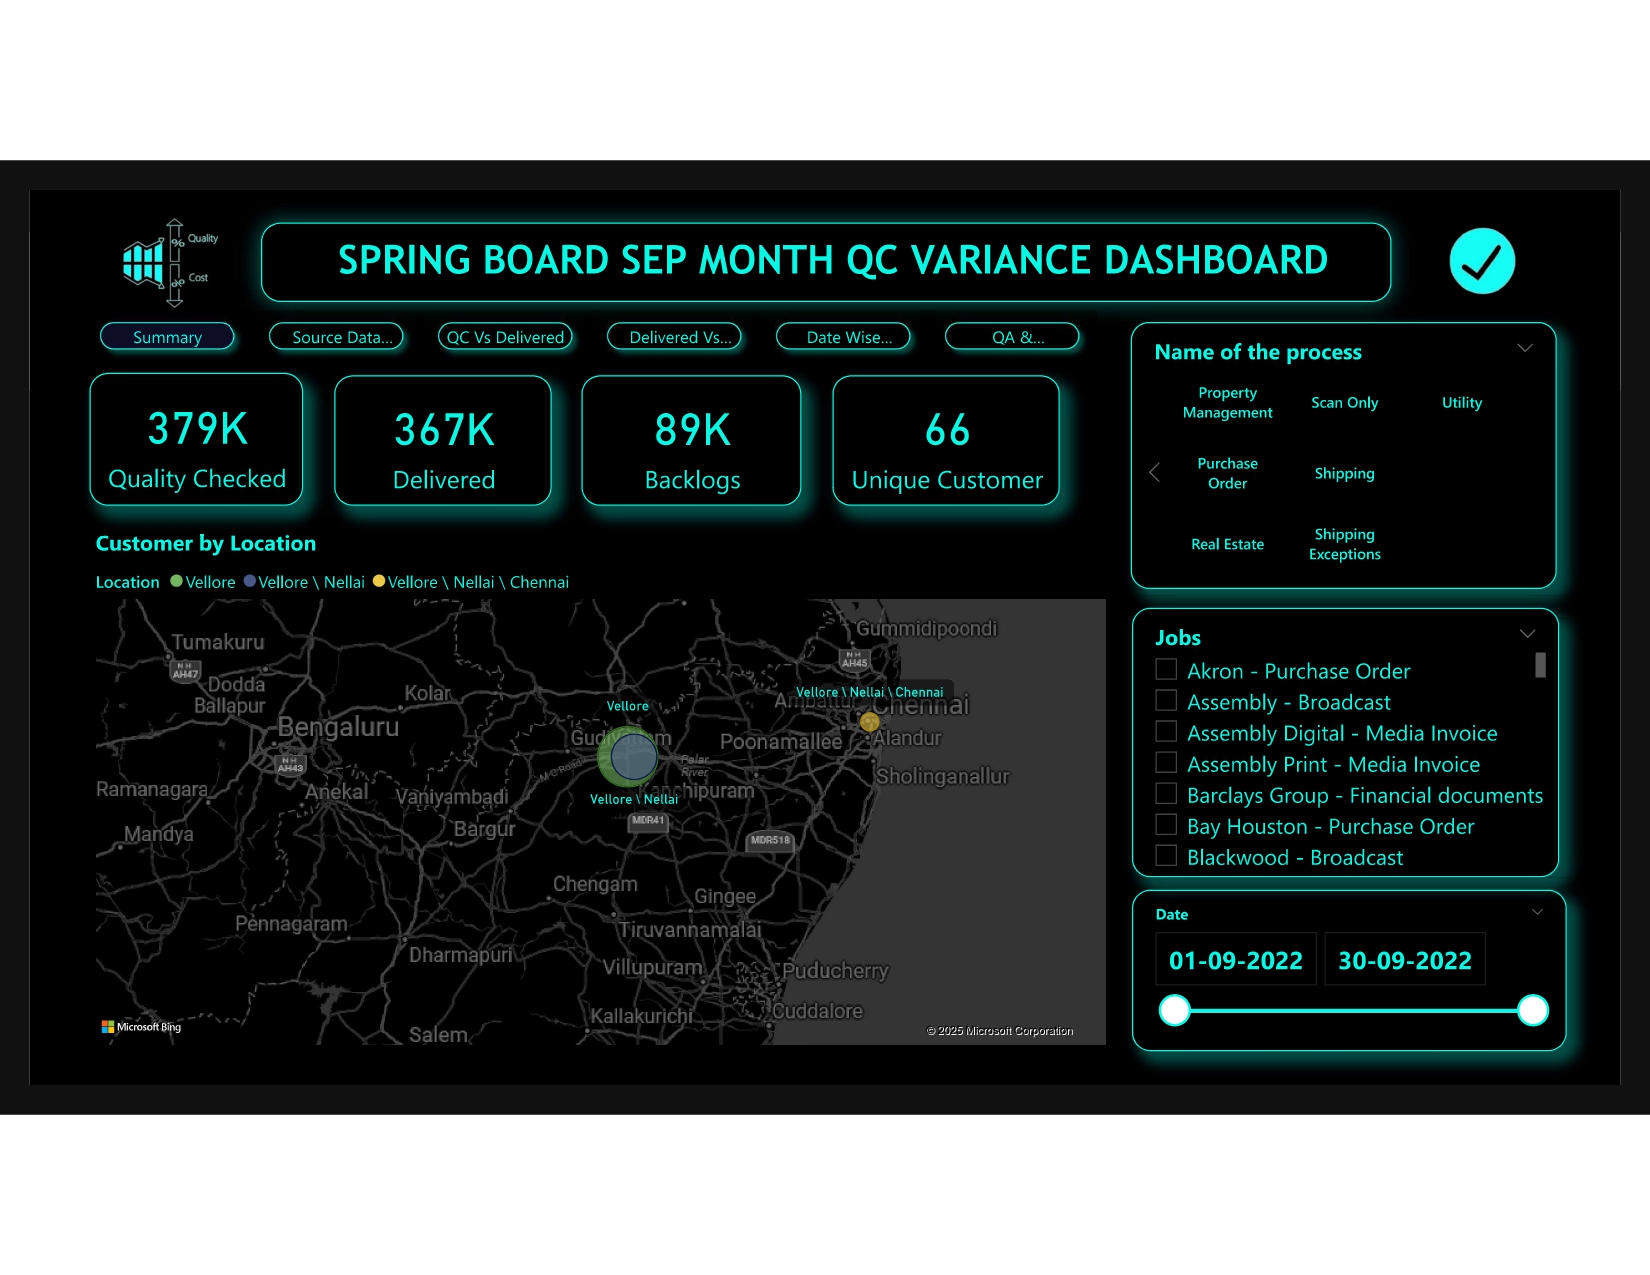 Quality
%
Cost
%
SPRING BOARD SEP MONTH QC VARIANCE DASHBOARD
Summary
Source Data...
QC Vs Delivered
Delivered Vs...
Date Wise...
QA &...
379K
Quality Checked
367K
Delivered
89K
Backlogs
66
Unique Customer
Name of the process
Property
Management
Scan Only
Utility
Purchase
Order
Shipping
Real Estate
Shipping
Exceptions
Customer by Location
Location Vellore Vellore \ Nellai Vellore \ Nellai \ Chennai
Gummidipoondi
Tumakuru
NH
AH45
NH
AH47
Dodda
Ballapur
Kolar
Vellore \ Nellai \ Chennai
Chennai
Vellore
Bengaluru
Gudiyatham
Poonamallee
Alandur
NH
AH43
Palar
River
M C Road
Sholinganallur
Ramanagara
Anekal
Vaniyambadi
Kanchipuram
Vellore \ Nellai
MDR41
Mandya
Bargur
MDR518
Chengam
Gingee
Pennagaram
Tiruvannamalai
Dharmapuri
Villupuram
Puducherry
Kallakurichi
Cuddalore
Salem
Microsoft Bing
© 2025 Microsoft Corporation
Jobs
Akron - Purchase Order
Assembly - Broadcast
Assembly Digital - Media Invoice
Assembly Print - Media Invoice
Barclays Group - Financial documents
Bay Houston - Purchase Order
Blackwood - Broadcast
Date
01-09-2022 30-09-2022